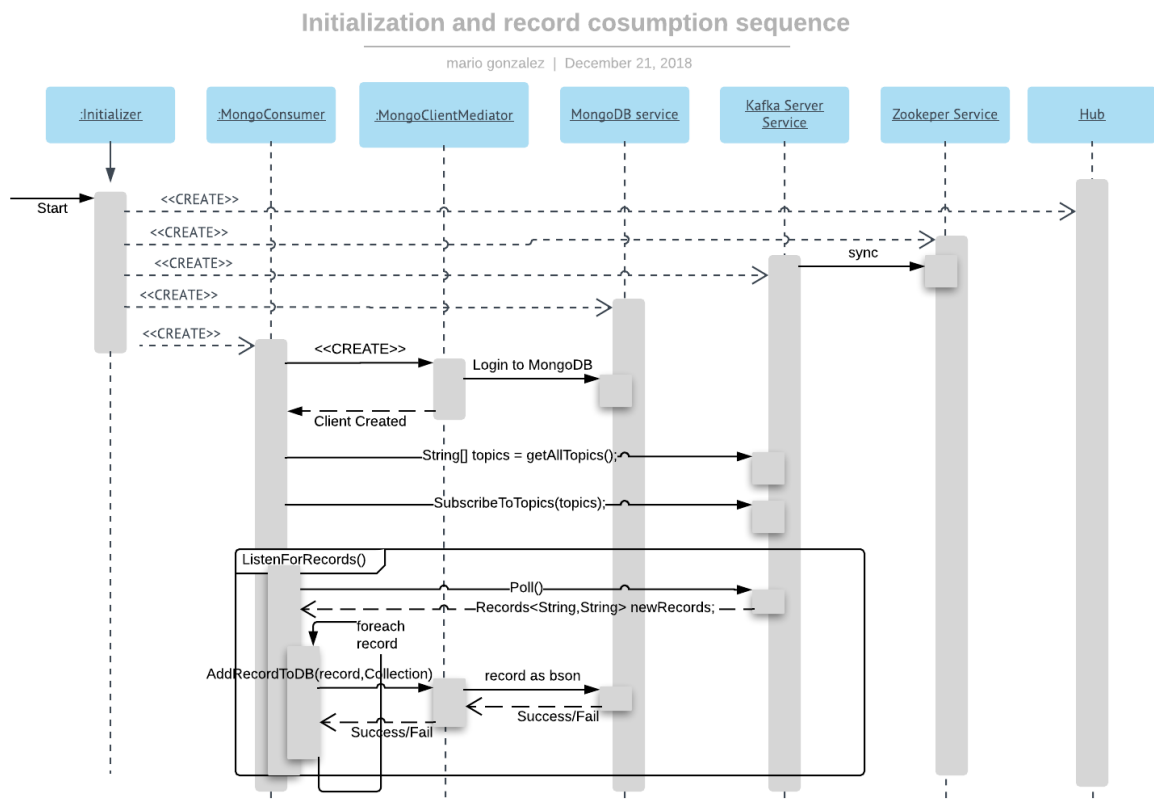 Initialization and record cosumption sequence
mario gonzalez | December 21, 2018
:Initializer
:MongoConsumer
:MongoClientMediator
MongoDB service
Kafka Server
Service
Zookeper Service
Hub
Start
<<CREATE>>
<<CREATE>>
sync
<<CREATE>>
<<CREATE>>
<<CREATE>>
<<CREATE>>
Login to MongoDB
Client Created
String[] topics = getAllTopics();
SubscribeToTopics(topics);
ListenForRecords()
Poll()
Records<String,String> newRecords;
foreach
record
AddRecordToDB(record,Collection)
record as bson
Success/Fail
Success/Fail